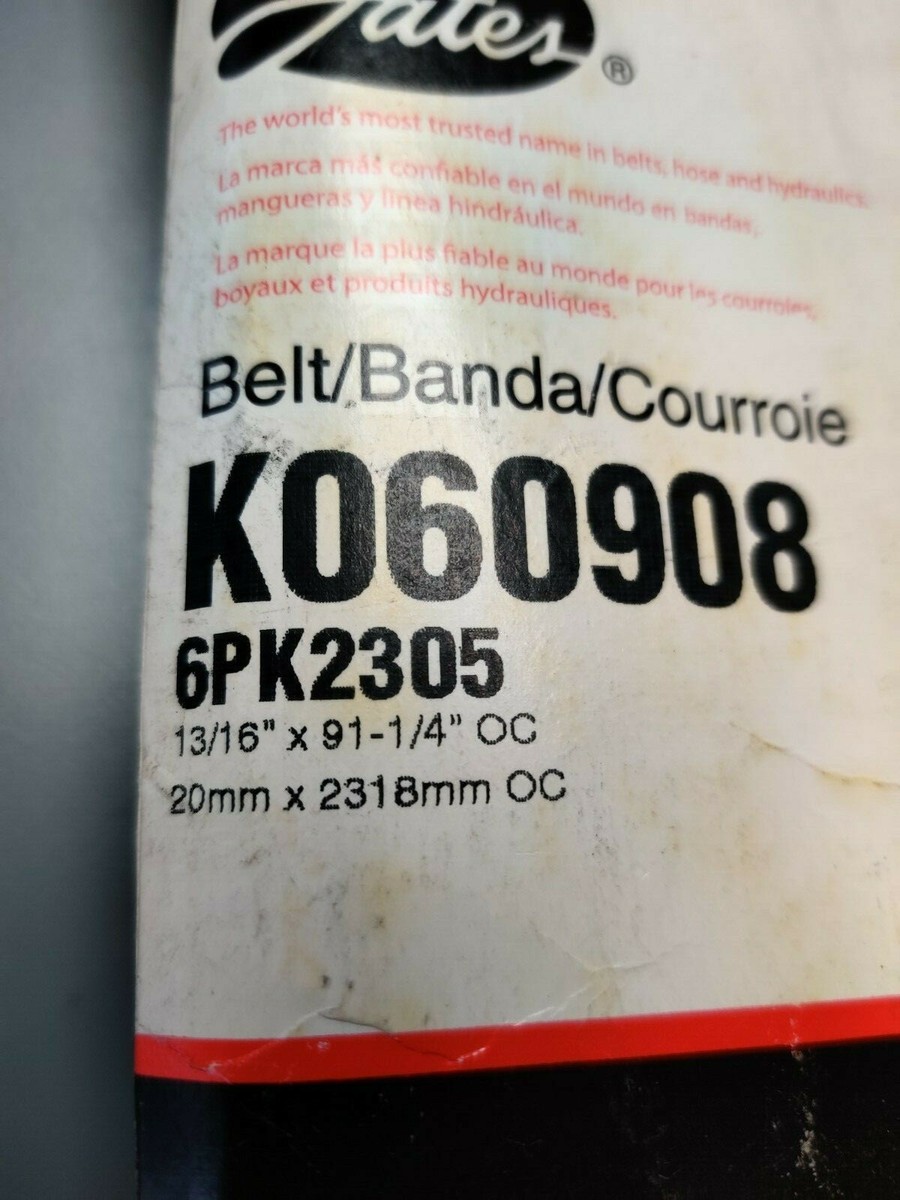 Gates®
The world's most trusted name in belts, hose and hydraulics.
La marca más confiable en el mundo en bandas,
mangueras y linea hindráulica.
La marque la plus fiable au monde pour les courroies,
boyaux et produits hydrauliques.
Belt/Banda/Courroie
K060908
6PK2305
13/16" x 91-1/4" OC
20mm x 2318mm OC